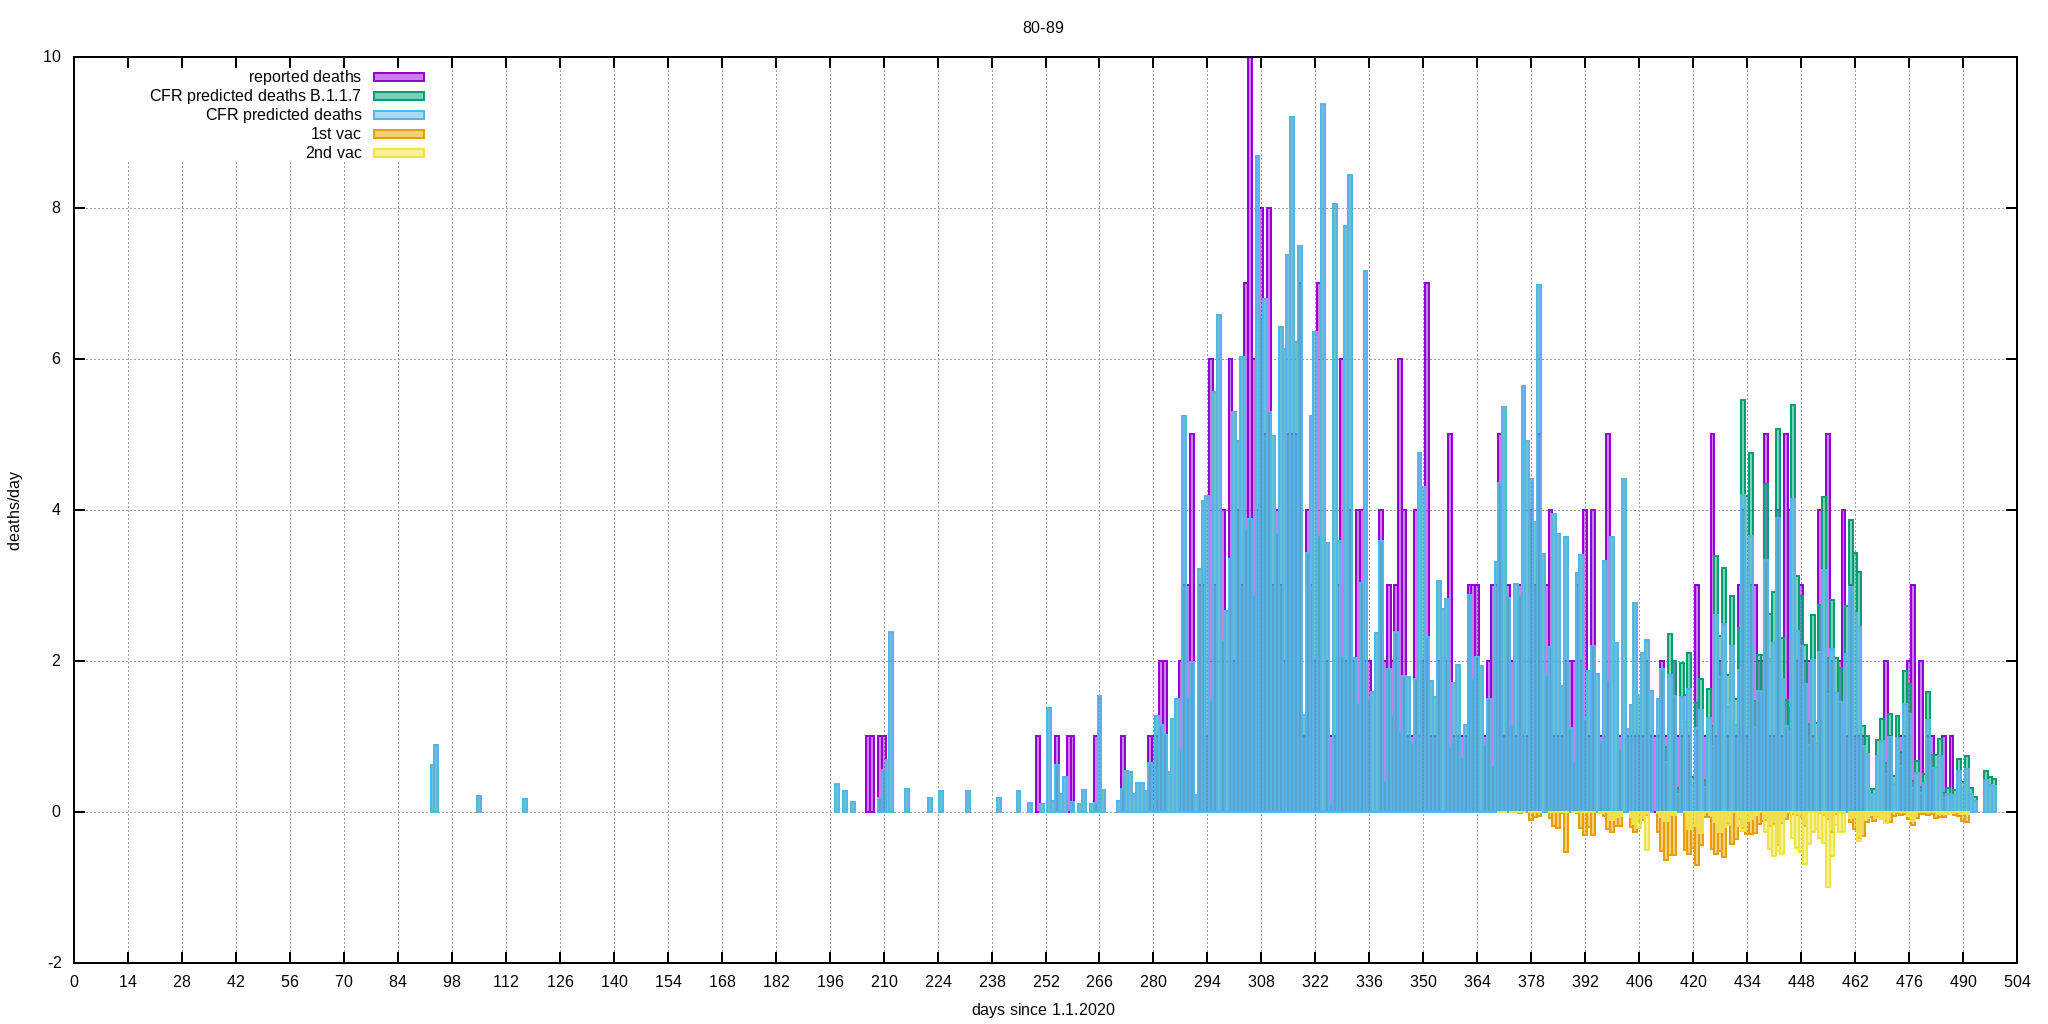 80-89
reported deaths
CFR predicted deaths B.1.1.7
CFR predicted deaths
1st vac
2nd vac
10
8
6
4
2
0
-2
deaths/day
0 14 28 42 56 70 84 98 112 126 140 154 168 182 196 210 224 238 252 266 280 294 308 322 336 350 364 378 392 406 420 434 448 462 476 490 504
days since 1.1.2020